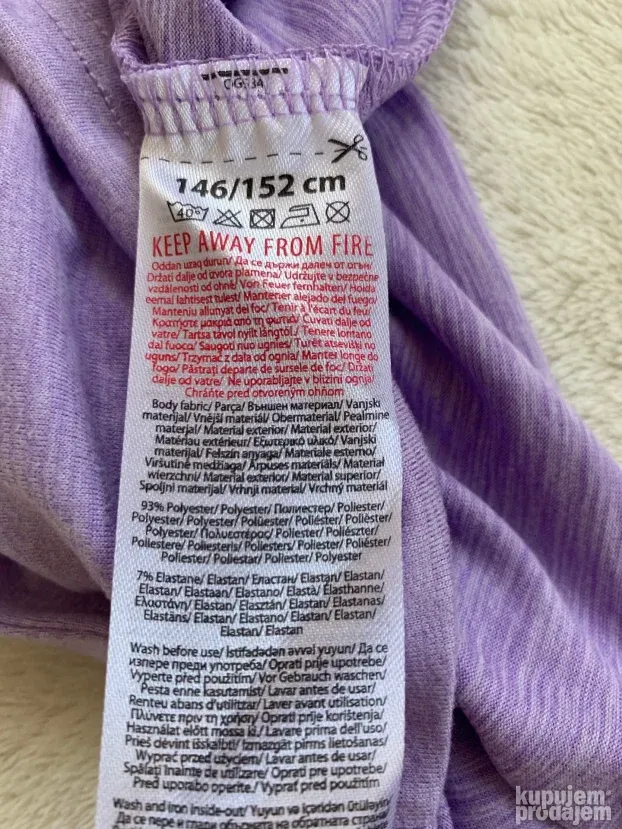 146/152 cm
40°
KEEP AWAY FROM FIRE
Oddan uzaq durun/ Да се държи далеч от огън/
Držati dalje od izvora plamena/ Udržujte v bezpečné
vzdálenosti od ohně/ Von Feuer fernhalten/ Hoida
eemal lahtisest tulest/ Mantener alejado del fuego/
Manteniu allunyat del foc/ Tenir à l'écart du feu/
Κρατήστε μακριά από τη φωτιά/ Čuvati dalje od
vatre/ Tartsa távol nyílt lángtól./ Tenere lontano
dal fuoco/ Saugoti nuo ugnies/ Turēt atsevišķi no
uguns/ Trzymać z dala od ognia/ Manter longe do
fogo/ Păstrați departe de sursele de foc/ Držati
dalje od vatre/ Ne uporabljajte v bližini ognja/
Chráňte pred otvoreným ohňom
Body fabric/ Parça/ Външен материал/ Vanjski
materijal/ Vnější materiál/ Obermaterial/ Pealmine
materjal/ Material exterior/ Material exterior/
Matériau extérieur/ Εξωτερικό υλικό/ Vanjski
materijal/ Felszín anyaga/ Materiale esterno/
Viršutinė medžiaga/ Ārpuses materiāls/ Materiał
wierzchni/ Material exterior/ Material superior/
Spoljni materijal/ Vrhnji material/ Vrchný materiál
93% Polyester/ Polyester/ Полиестер/ Poliester/
Polyester/ Polyester/ Polüester/ Poliéster/ Polièster/
Polyester/ Πολυεστέρας/ Poliester/ Poliészter/
Poliestere/ Poliesteris/ Poliesters/ Poliester/ Poliéster/
Poliester/ Poliestar/ Poliester/ Polyester
7% Elastane/ Elastan/ Еластан/ Elastan/ Elastan/
Elastan/ Elastaan/ Elastano/ Elastà/ Élasthanne/
Ελαστάνη/ Elastan/ Elasztán/ Elastan/ Elastanas/
Elastāns/ Elastan/ Elastano/ Elastan/ Elastan/
Elastan/ Elastan
Wash before use/ İstifadədən əvvəl yuyun/ Да се
изпере преди употреба/ Oprati prije upotrebe/
Vyperte před použitím/ Vor Gebrauch waschen/
Pesta enne kasutamist/ Lavar antes de usar/
Renteu abans d'utilitzar/ Laver avant utilisation/
Πλύνετε πριν τη χρήση/ Oprati prije korištenja/
Használat előtt mossa ki./ Lavare prima dell'uso/
Prieš dėvint išskalbti/ Izmazgāt pirms lietošanas/
Wyprać przed użyciem/ Lavar antes de usar/
Spălați înainte de utilizare/ Oprati pre upotrebe/
Pred uporabo operite/ Vyprať pred použitím
Wash and iron inside-out/ Yuyun və içəridən ütüləyin/
Да се пере и глади обърната на обратната страна
kupujem
prodajem